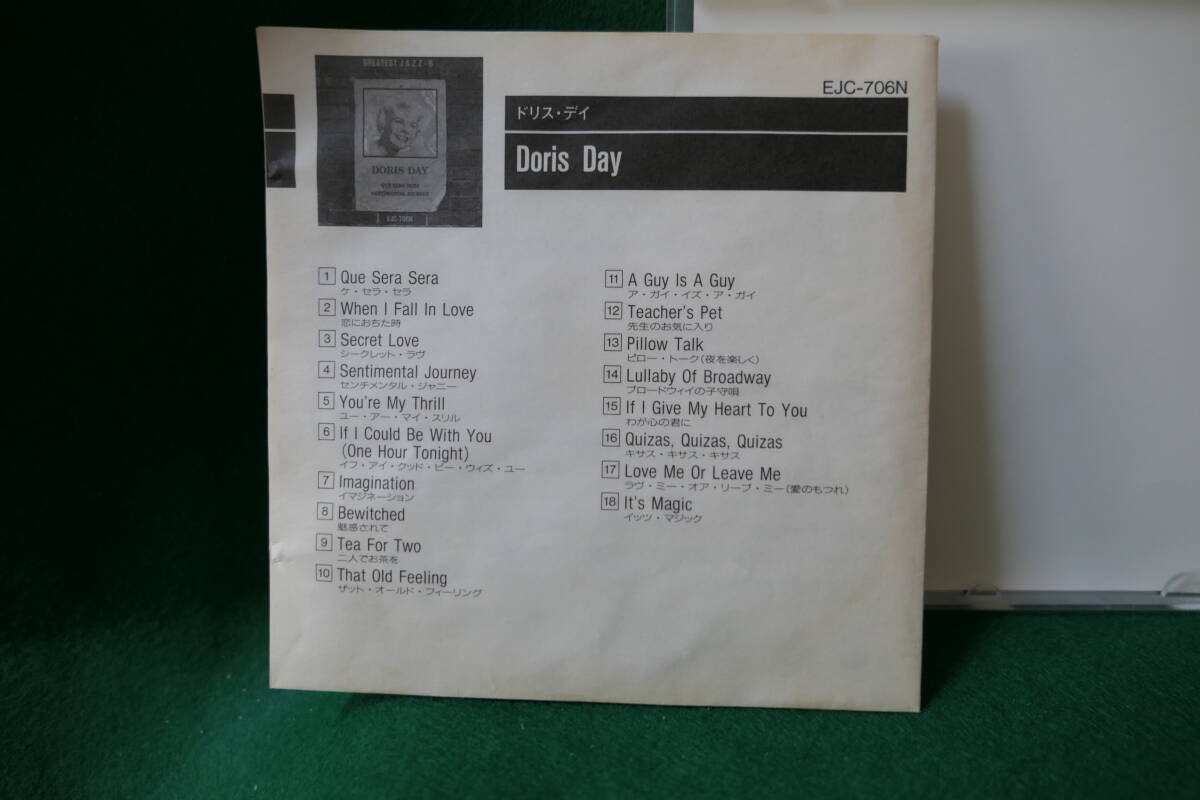 GREATEST JAZZ
DORIS DAY
QUE SERA SERA
SENTIMENTAL JOURNEY
EJC-706N
EJC-706N
ドリス・デイ
Doris Day
1 Que Sera Sera
ケ・セラ・セラ
2 When I Fall In Love
恋におちた時
3 Secret Love
シークレット・ラヴ
4 Sentimental Journey
センチメンタル・ジャニー
5 You're My Thrill
ユー・アー・マイ・スリル
6 If I Could Be With You
(One Hour Tonight)
イフ・アイ・クッド・ビー・ウィズ・ユー
7 Imagination
イマジネーション
8 Bewitched
魅惑されて
9 Tea For Two
二人でお茶を
10 That Old Feeling
ザット・オールド・フィーリング
11 A Guy Is A Guy
ア・ガイ・イズ・ア・ガイ
12 Teacher's Pet
先生のお気に入り
13 Pillow Talk
ピロー・トーク(夜を楽しく)
14 Lullaby Of Broadway
ブロードウェイの子守唄
15 If I Give My Heart To You
わが心の君に
16 Quizas, Quizas, Quizas
キサス・キサス・キサス
17 Love Me Or Leave Me
ラヴ・ミー・オア・リーブ・ミー(愛のもつれ)
18 It's Magic
イッツ・マジック